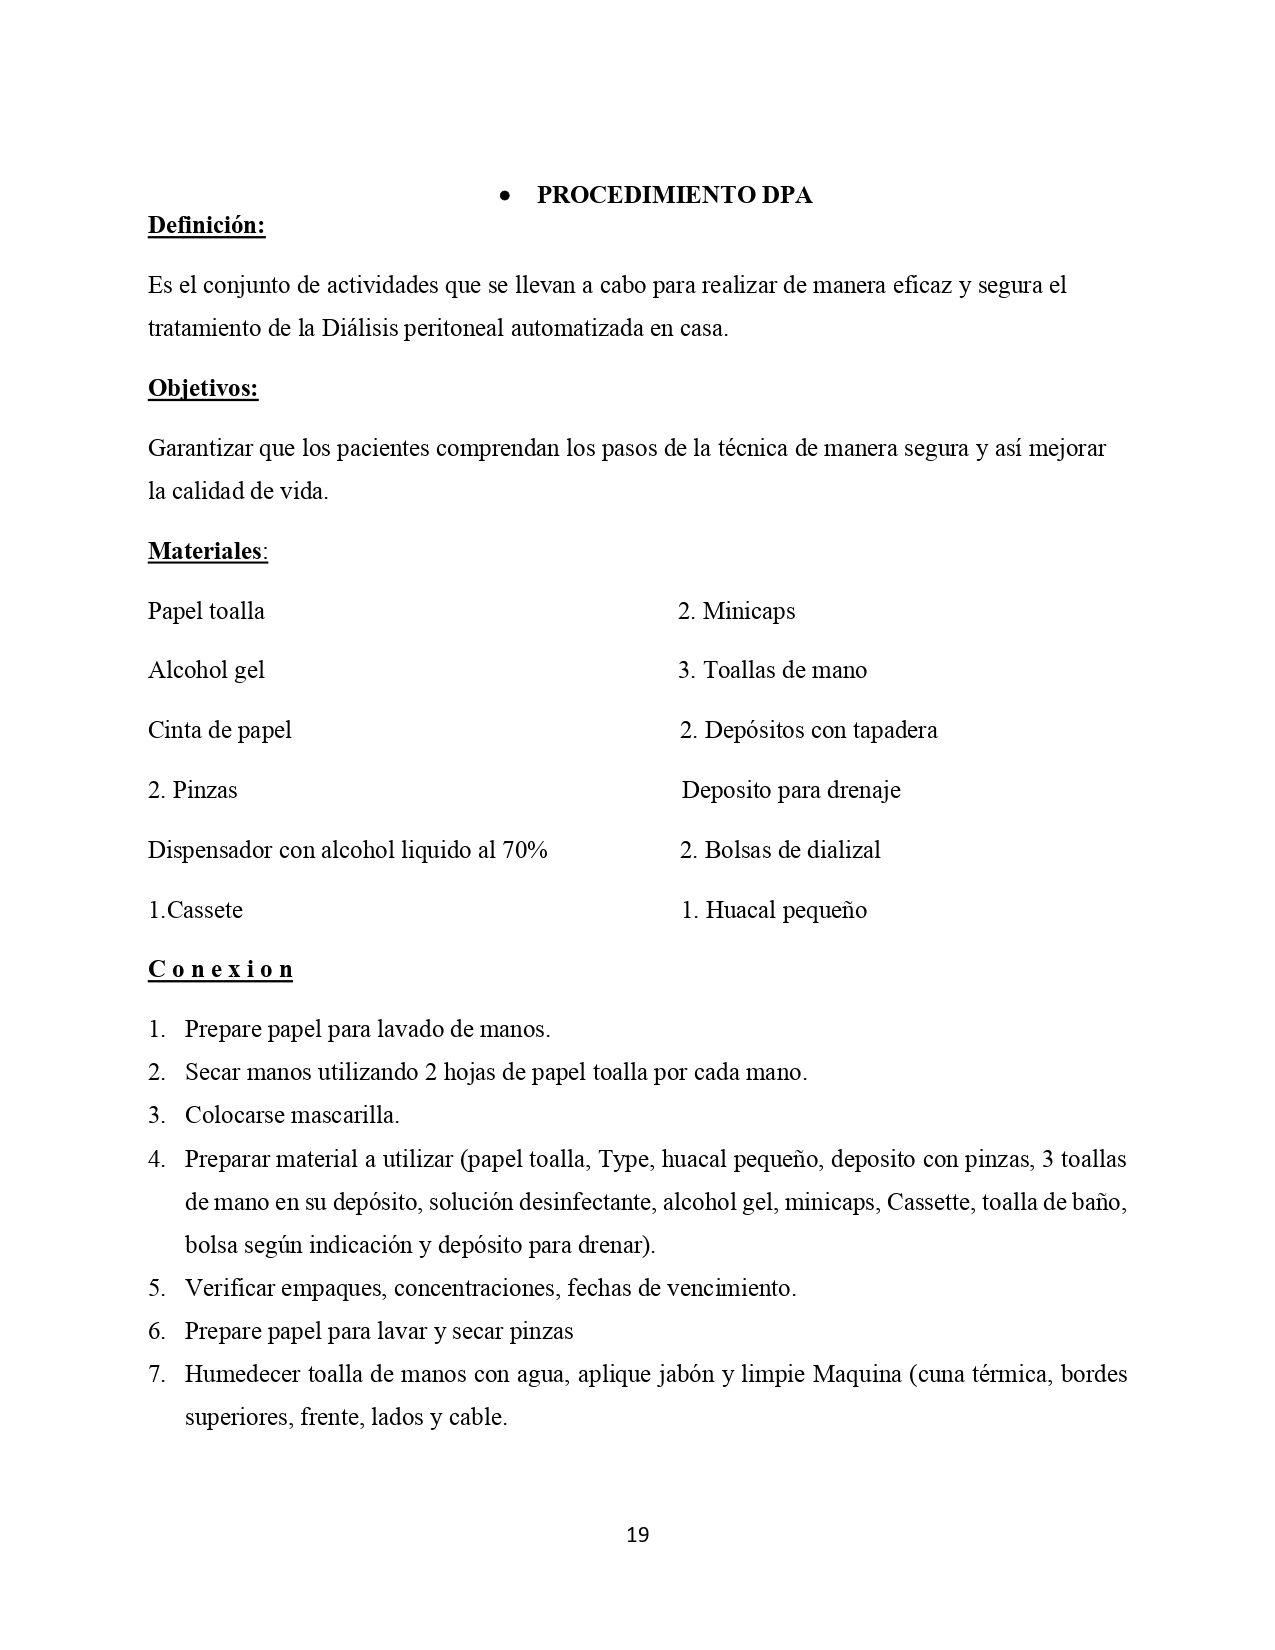 • PROCEDIMIENTO DPA
Definición:
Es el conjunto de actividades que se llevan a cabo para realizar de manera eficaz y segura el
tratamiento de la Diálisis peritoneal automatizada en casa.
Objetivos:
Garantizar que los pacientes comprendan los pasos de la técnica de manera segura y así mejorar
la calidad de vida.
Materiales:
Papel toalla 2. Minicaps
Alcohol gel 3. Toallas de mano
Cinta de papel 2. Depósitos con tapadera
2. Pinzas Deposito para drenaje
Dispensador con alcohol liquido al 70% 2. Bolsas de dializal
1.Cassete 1. Huacal pequeño
C o n e x i o n
1. Prepare papel para lavado de manos.
2. Secar manos utilizando 2 hojas de papel toalla por cada mano.
3. Colocarse mascarilla.
4. Preparar material a utilizar (papel toalla, Type, huacal pequeño, deposito con pinzas, 3 toallas
de mano en su depósito, solución desinfectante, alcohol gel, minicaps, Cassette, toalla de baño,
bolsa según indicación y depósito para drenar).
5. Verificar empaques, concentraciones, fechas de vencimiento.
6. Prepare papel para lavar y secar pinzas
7. Humedecer toalla de manos con agua, aplique jabón y limpie Maquina (cuna térmica, bordes
superiores, frente, lados y cable.
19